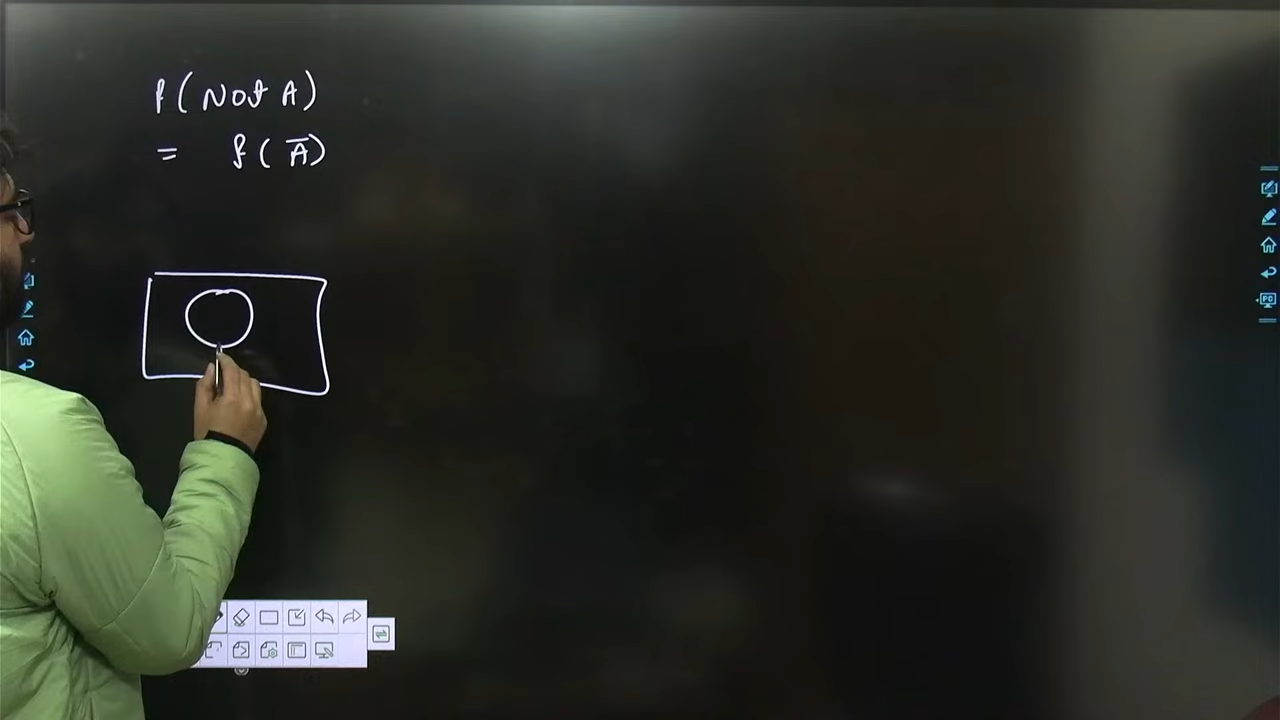 P(Not A)
= P(A̅)